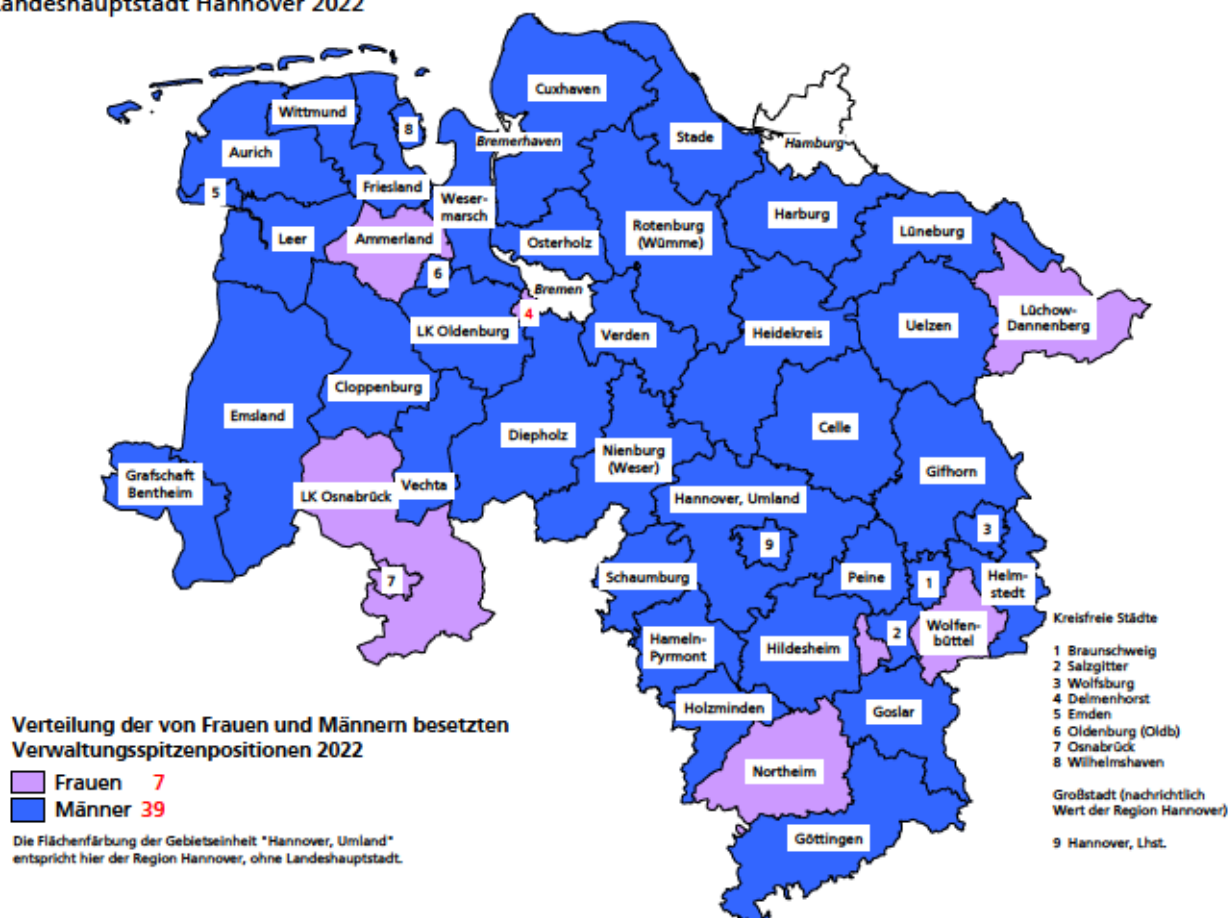 Landeshauptstadt Hannover 2022
Cuxhaven
Wittmund
8
Bremerhaven
Stade
Hamburg
Aurich
5
Friesland
Weser-
marsch
Harburg
Leer
Ammerland
Osterholz
Rotenburg
(Wümme)
Lüneburg
6
Bremen
4
LK Oldenburg
Verden
Heidekreis
Uelzen
Lüchow-
Dannenberg
Cloppenburg
Emsland
Diepholz
Celle
Nienburg
(Weser)
Gifhorn
Grafschaft
Bentheim
LK Osnabrück
Vechta
Hannover, Umland
3
9
7
Schaumburg
Peine
1
Helm-
stedt
Hameln-
Pyrmont
Hildesheim
2
Wolfen-
büttel
Holzminden
Goslar
Northeim
Göttingen
Kreisfreie Städte
1 Braunschweig
2 Salzgitter
3 Wolfsburg
4 Delmenhorst
5 Emden
6 Oldenburg (Oldb)
7 Osnabrück
8 Wilhelmshaven
Großstadt (nachrichtlich
Wert der Region Hannover)
9 Hannover, Lhst.
Verteilung der von Frauen und Männern besetzten
Verwaltungsspitzenpositionen 2022
Frauen 7
Männer 39
Die Flächenfärbung der Gebietseinheit "Hannover, Umland"
entspricht hier der Region Hannover, ohne Landeshauptstadt.